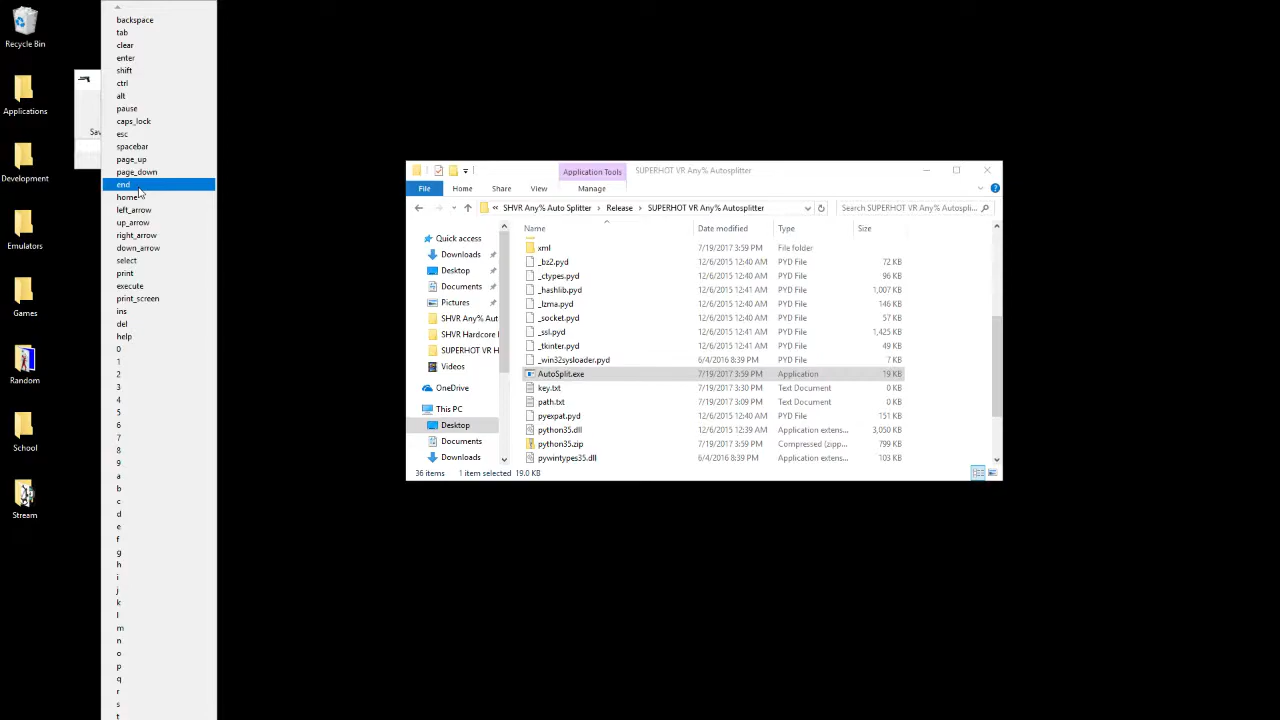 Recycle Bin
Applications
Development
Emulators
Games
Random
School
Stream
Sav
backspace
tab
clear
enter
shift
ctrl
alt
pause
caps_lock
esc
spacebar
page_up
page_down
end
home
left_arrow
up_arrow
right_arrow
down_arrow
select
print
execute
print_screen
ins
del
help
0
1
2
3
4
5
6
7
8
9
a
b
c
d
e
f
g
h
i
j
k
l
m
n
o
p
q
r
s
t
Application Tools SUPERHOT VR Any% Autosplitter
File Home Share View Manage
« SHVR Any% Auto Splitter › Release › SUPERHOT VR Any% Autosplitter Search SUPERHOT VR Any% Autospli...
Quick access
Downloads
Desktop
Documents
Pictures
SHVR Any% Aut
SHVR Hardcore
SUPERHOT VR H
Videos
OneDrive
This PC
Desktop
Documents
Downloads
Name Date modified Type Size
xml 7/19/2017 3:59 PM File folder
_bz2.pyd 12/6/2015 12:40 AM PYD File 72 KB
_ctypes.pyd 12/6/2015 12:40 AM PYD File 96 KB
_hashlib.pyd 12/6/2015 12:41 AM PYD File 1,007 KB
_lzma.pyd 12/6/2015 12:40 AM PYD File 146 KB
_socket.pyd 12/6/2015 12:40 AM PYD File 57 KB
_ssl.pyd 12/6/2015 12:41 AM PYD File 1,425 KB
_tkinter.pyd 12/6/2015 12:41 AM PYD File 49 KB
_win32sysloader.pyd 6/4/2016 8:39 PM PYD File 7 KB
AutoSplit.exe 7/19/2017 3:59 PM Application 19 KB
key.txt 7/19/2017 3:30 PM Text Document 0 KB
path.txt 7/19/2017 3:09 PM Text Document 0 KB
pyexpat.pyd 12/6/2015 12:40 AM PYD File 151 KB
python35.dll 12/6/2015 12:39 AM Application extens... 3,050 KB
python35.zip 7/19/2017 3:59 PM Compressed (zipp... 799 KB
pywintypes35.dll 6/4/2016 8:39 PM Application extens... 103 KB
36 items 1 item selected 19.0 KB